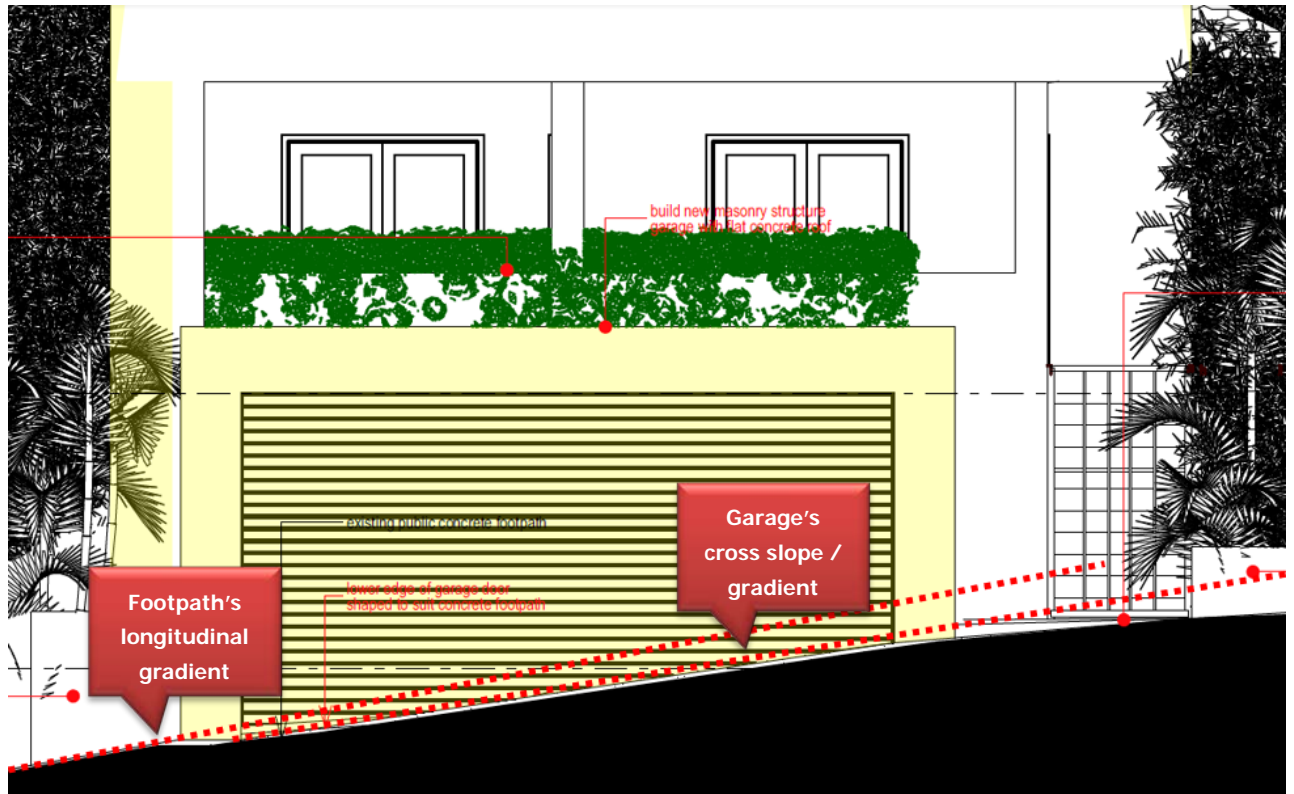 build new masonry structure
garage with flat concrete roof
existing public concrete footpath
Garage's
cross slope /
gradient
lower edge of garage door
shaped to suit concrete footpath
Footpath's
longitudinal
gradient